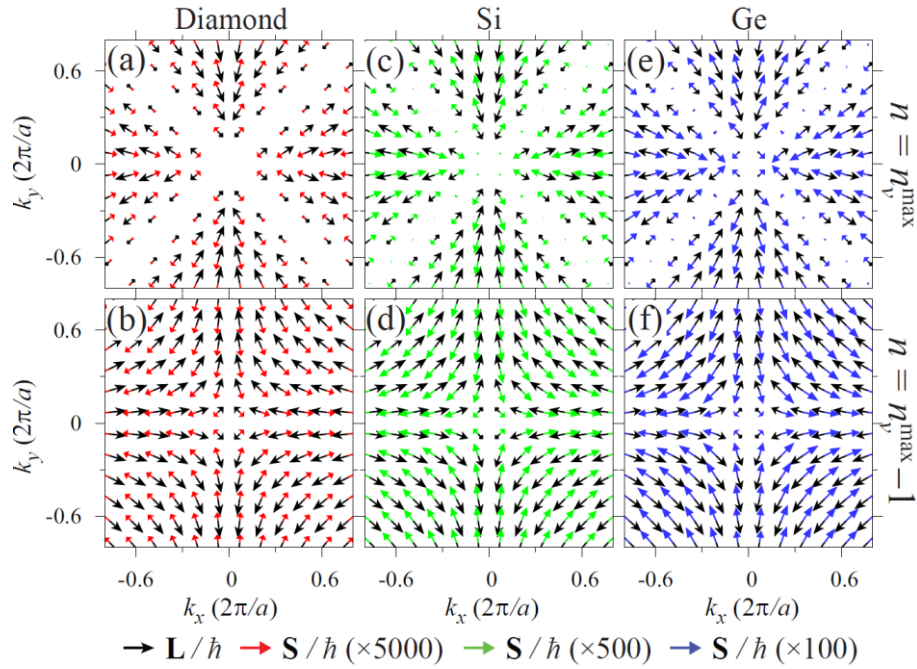 Diamond Si Ge
(a) (c) (e)
0.6
k_y (2π/a)
0
-0.6
n = n_v^max
(b) (d) (f)
0.6
k_y (2π/a)
0
-0.6
n = n_v^max − 1
-0.6 0 0.6 -0.6 0 0.6 -0.6 0 0.6
k_x (2π/a) k_x (2π/a) k_x (2π/a)
L / ħ S / ħ (×5000) S / ħ (×500) S / ħ (×100)